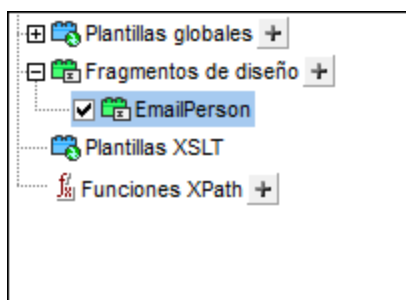 Plantillas globales
Fragmentos de diseño
EmailPerson
Plantillas XSLT
Funciones XPath